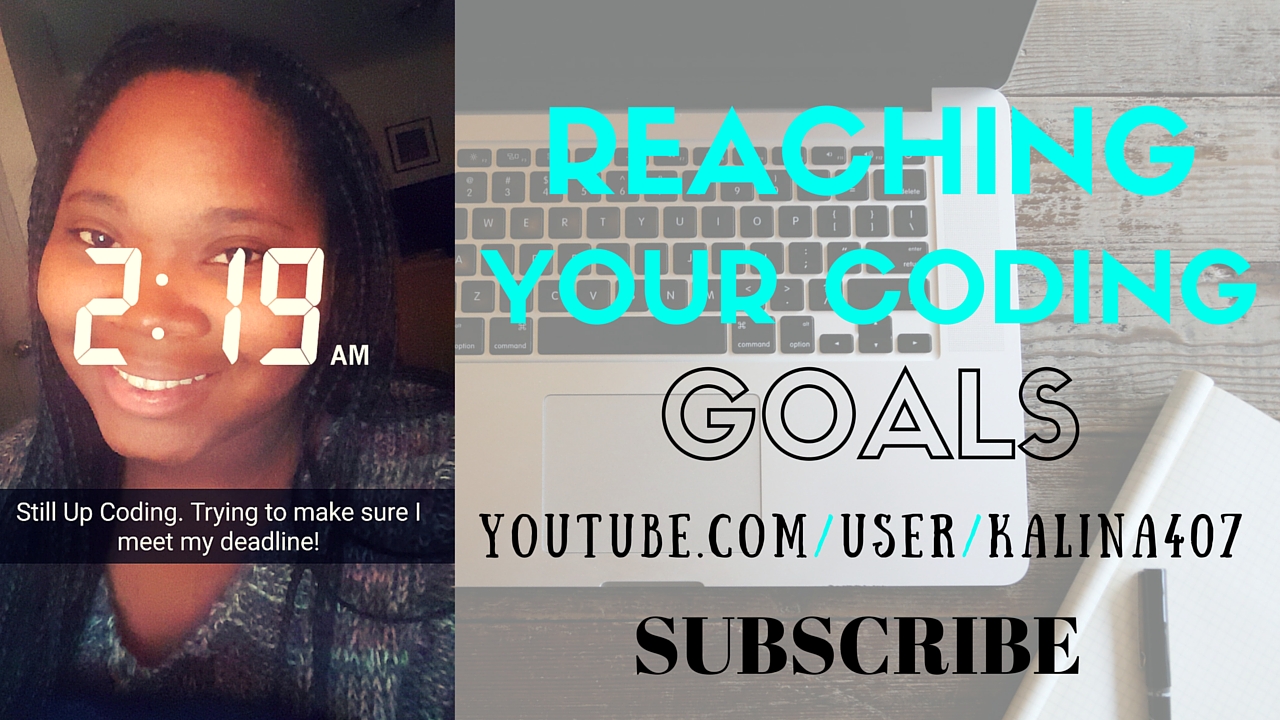 2:19 AM
Still Up Coding. Trying to make sure I
meet my deadline!
REACHING
YOUR CODING
GOALS
YOUTUBE.COM/USER/KALINA407
SUBSCRIBE